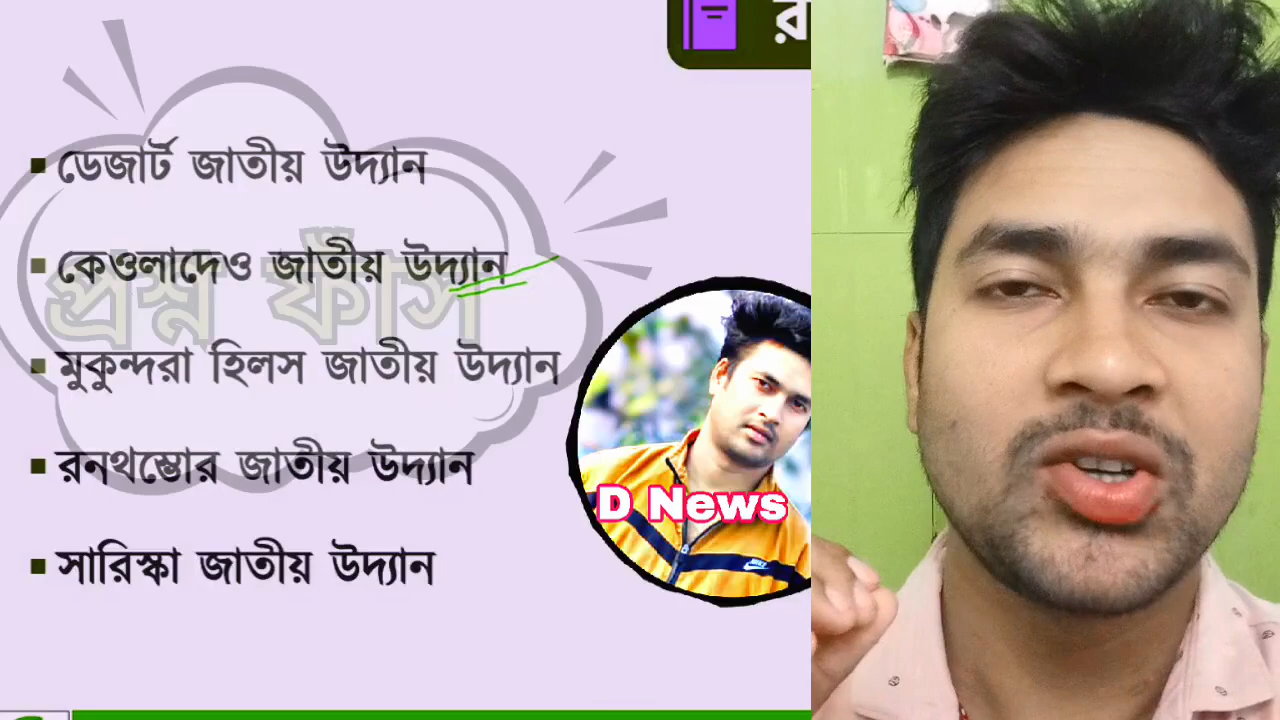 ডেজার্ট জাতীয় উদ্যান
কেওলাদেও জাতীয় উদ্যান
প্রশ্ন ফাঁস
মুকুন্দরা হিলস জাতীয় উদ্যান
রনথম্ভোর জাতীয় উদ্যান
D News
সারিস্কা জাতীয় উদ্যান